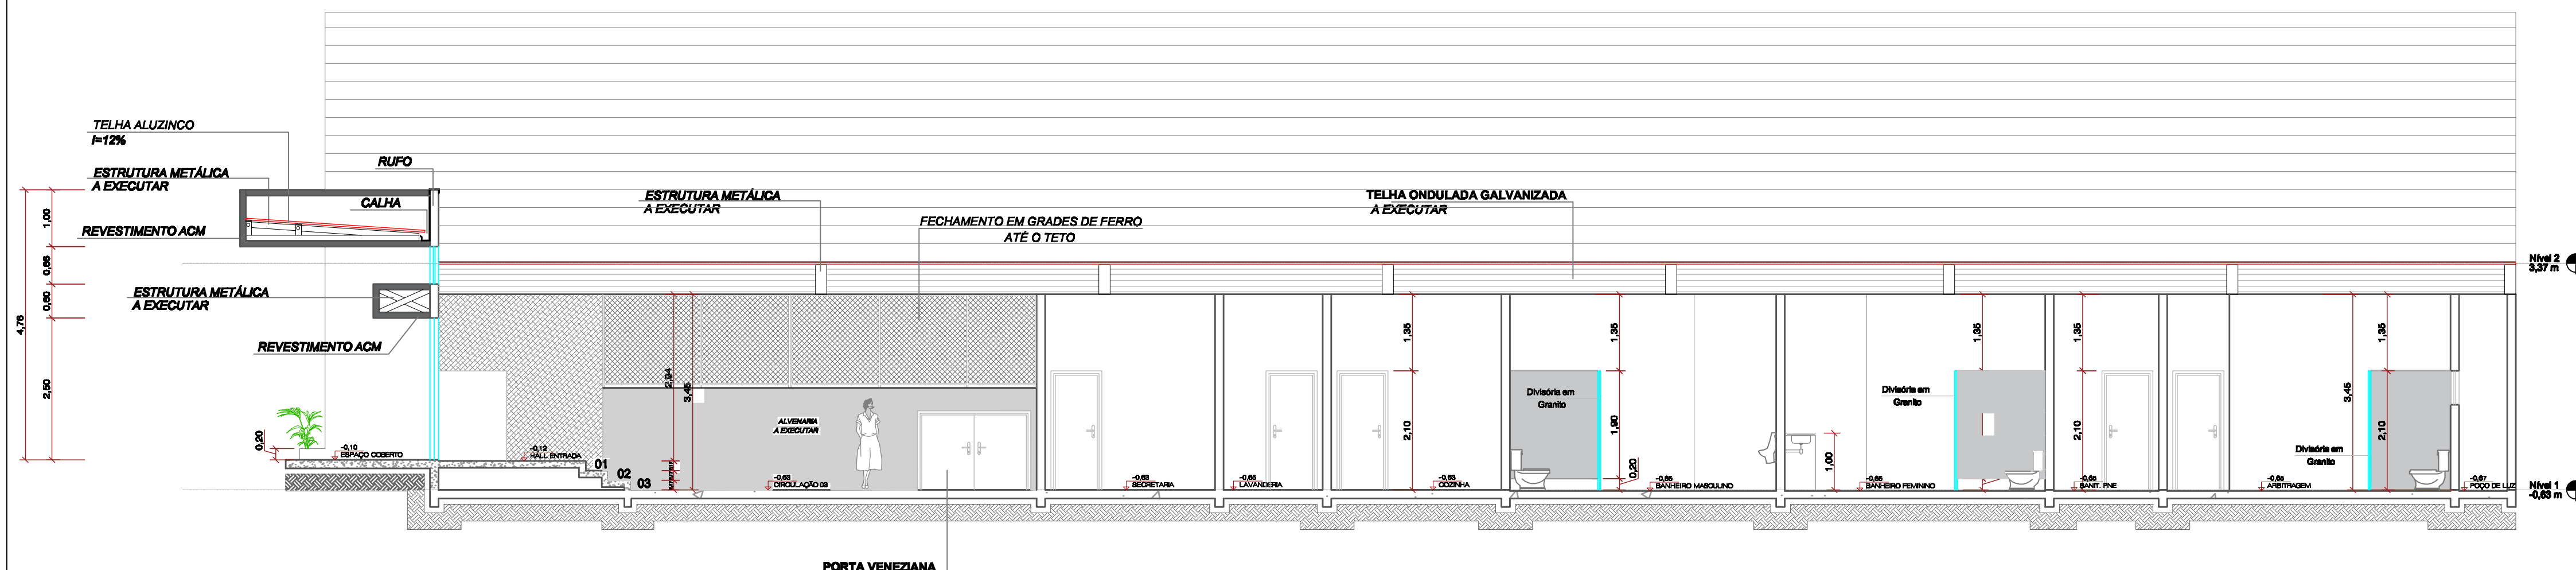 TELHA ALUZINCO
i=12%
ESTRUTURA METÁLICA
A EXECUTAR
RUFO
CALHA
REVESTIMENTO ACM
ESTRUTURA METÁLICA
A EXECUTAR
REVESTIMENTO ACM
ESTRUTURA METÁLICA
A EXECUTAR
FECHAMENTO EM GRADES DE FERRO
ATÉ O TETO
TELHA ONDULADA GALVANIZADA
A EXECUTAR
Nível 2
3,37 m
4,76
1,00
0,66
0,60
2,50
0,20
-0,10
ESPAÇO COBERTO
-0,12
HALL ENTRADA
01
02
03
2,94
3,45
ALVENARIA
A EXECUTAR
-0,63
CIRCULAÇÃO 03
PORTA VENEZIANA
-0,63
SECRETARIA
-0,65
LAVANDERIA
1,35
2,10
-0,63
COZINHA
Divisória em
Granito
1,35
1,90
0,20
-0,65
BANHEIRO MASCULINO
1,00
Divisória em
Granito
1,35
-0,65
BANHEIRO FEMININO
1,35
2,10
-0,65
SANIT. PNE
3,45
1,35
2,10
Divisória em
Granito
-0,65
ARBITRAGEM
-0,67
POÇO DE LUZ
Nível 1
-0,63 m